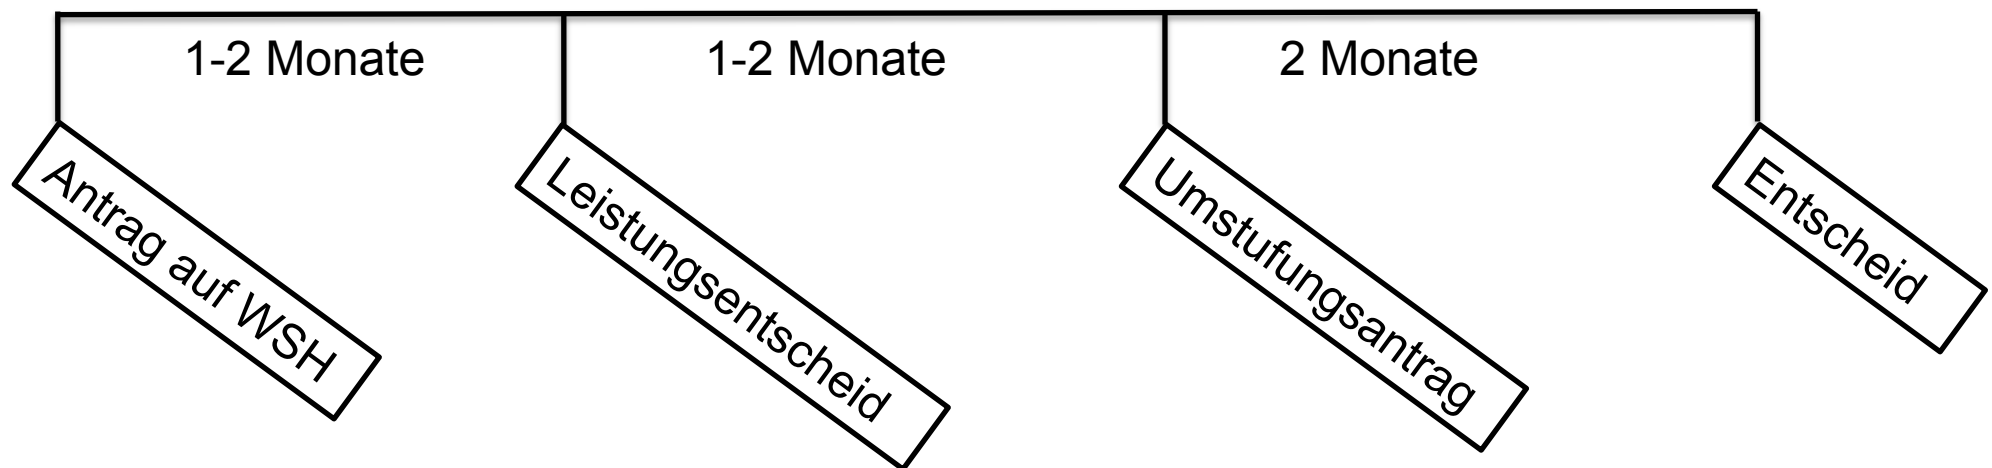 1-2 Monate
1-2 Monate
2 Monate
Antrag auf WSH
Leistungsentscheid
Umstufungsantrag
Entscheid